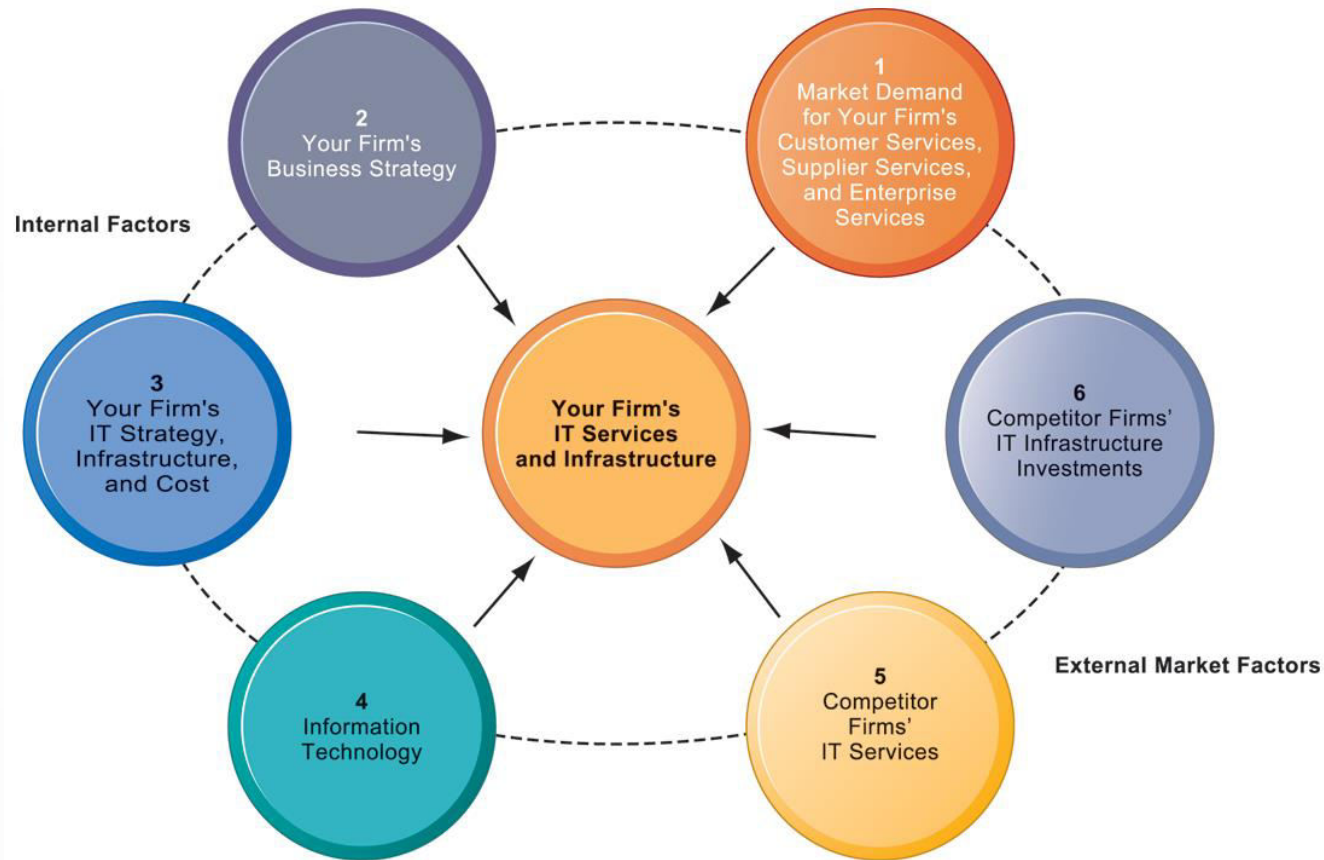 1
Market Demand
for Your Firm's
Customer Services,
Supplier Services,
and Enterprise
Services
2
Your Firm's
Business Strategy
Internal Factors
3
Your Firm's
IT Strategy,
Infrastructure,
and Cost
Your Firm's
IT Services
and Infrastructure
6
Competitor Firms’
IT Infrastructure
Investments
4
Information
Technology
5
Competitor
Firms’
IT Services
External Market Factors